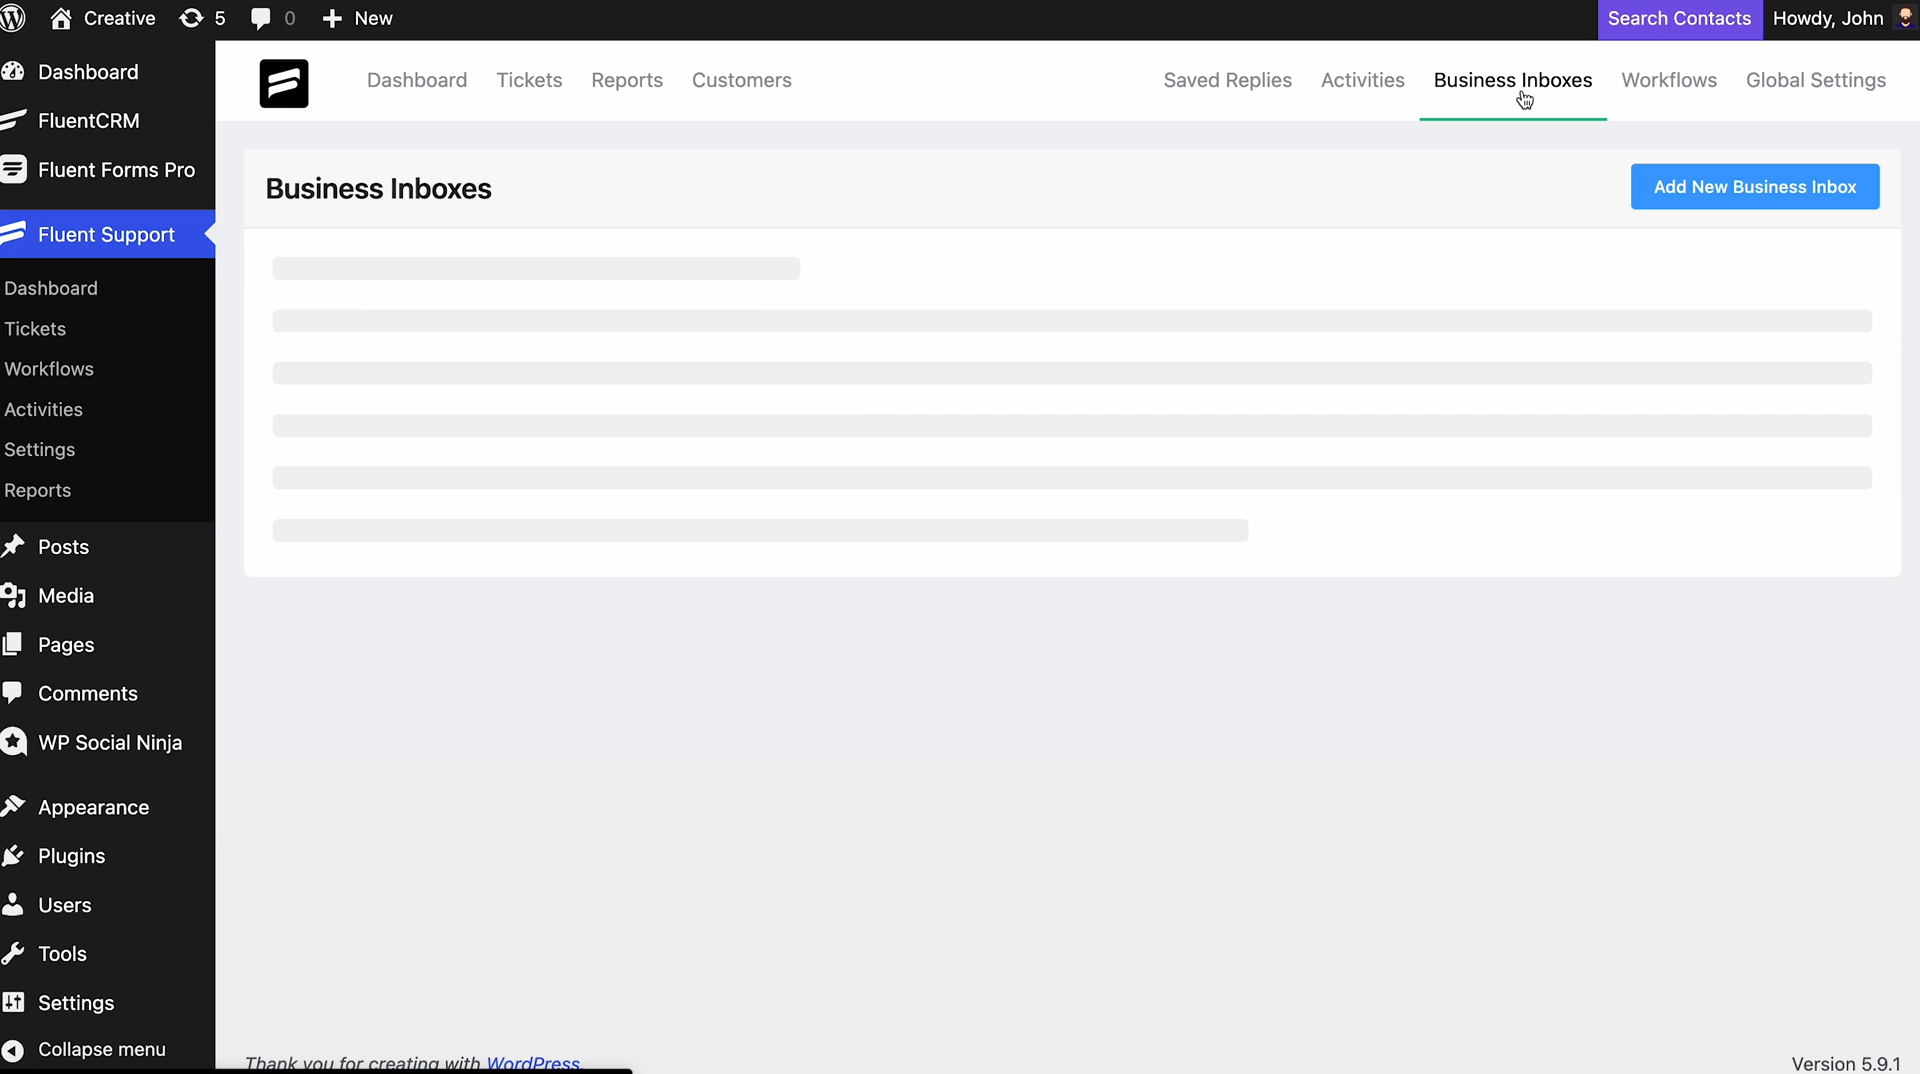 Creative
5
0
New
Search Contacts
Howdy, John
Dashboard
FluentCRM
Fluent Forms Pro
Fluent Support
Dashboard
Tickets
Workflows
Activities
Settings
Reports
Posts
Media
Pages
Comments
WP Social Ninja
Appearance
Plugins
Users
Tools
Settings
Collapse menu
Dashboard
Tickets
Reports
Customers
Saved Replies
Activities
Business Inboxes
Workflows
Global Settings
Business Inboxes
Add New Business Inbox
Thank you for creating with WordPress.
Version 5.9.1